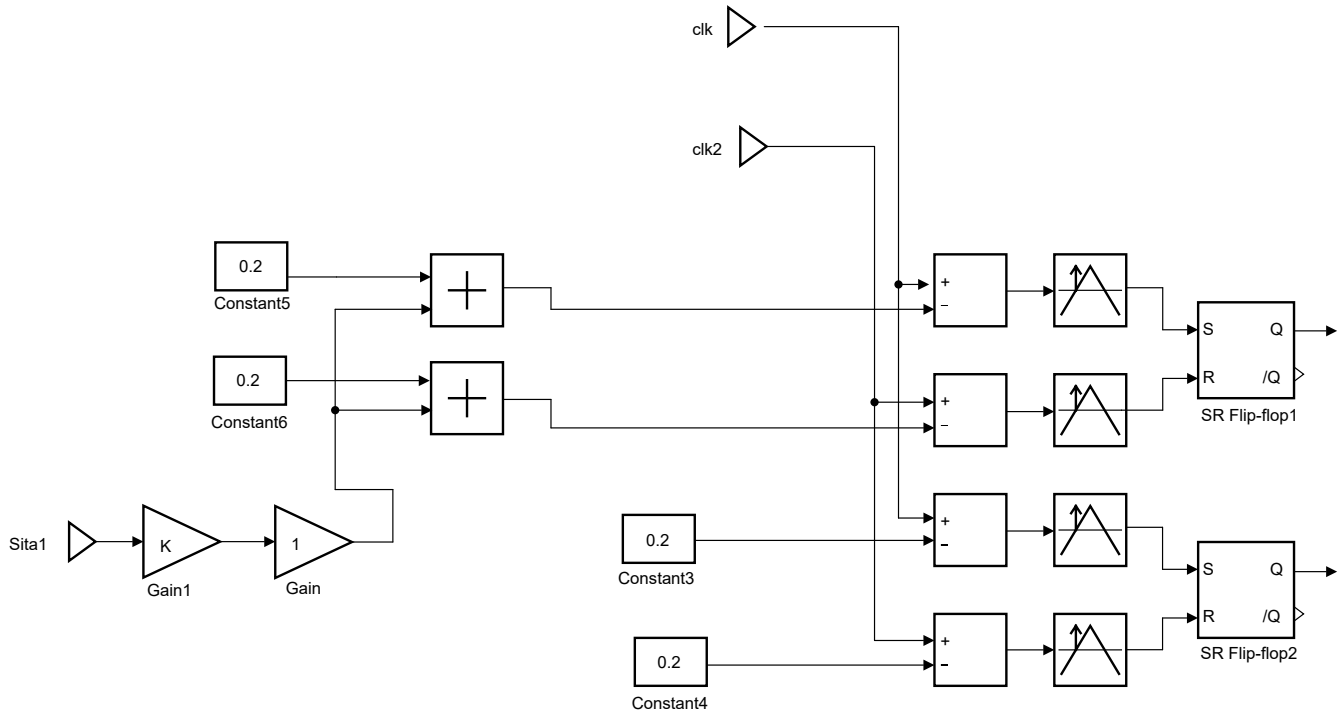 clk
clk2
0.2
Constant5
0.2
Constant6
Sita1
K
Gain1
1
Gain
0.2
Constant3
0.2
Constant4
+
−
+
−
+
−
+
−
S
Q
R
/Q
SR Flip-flop1
S
Q
R
/Q
SR Flip-flop2